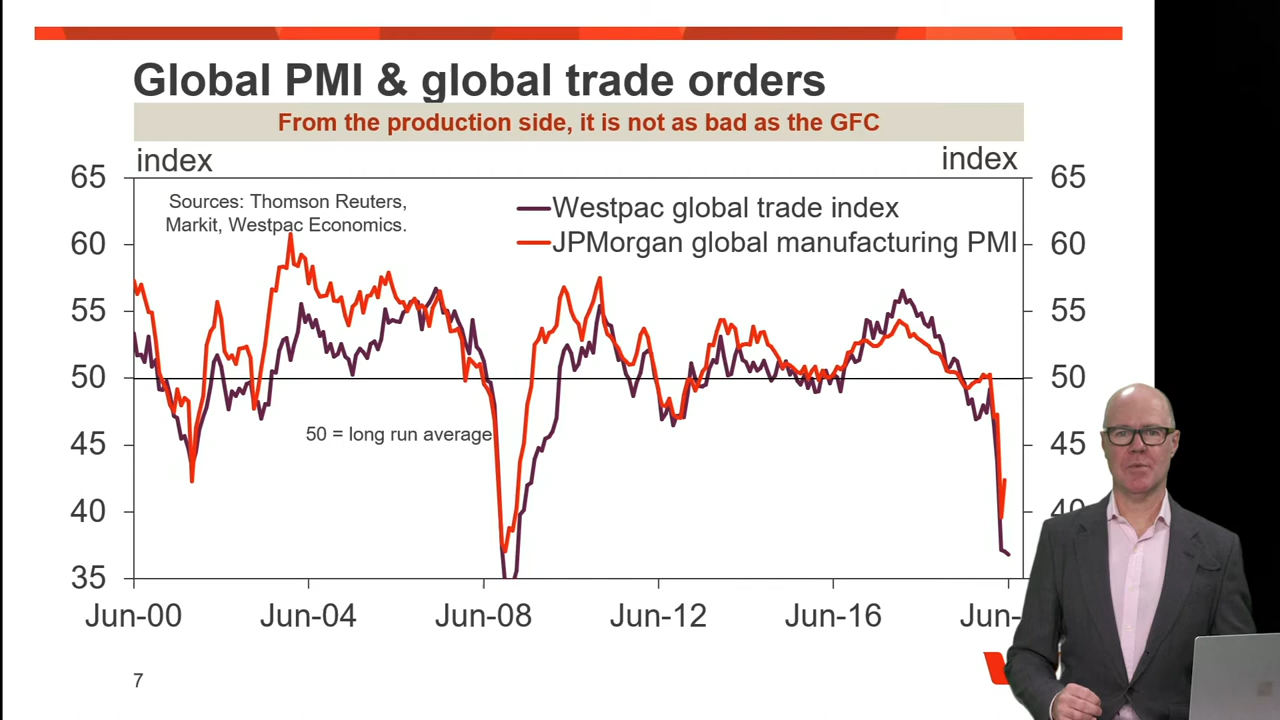 Global PMI & global trade orders
From the production side, it is not as bad as the GFC
index
index
65
65
Sources: Thomson Reuters,
Markit, Westpac Economics.
Westpac global trade index
JPMorgan global manufacturing PMI
60
60
55
55
50
50
50 = long run average
45
45
40
40
35
Jun-00
Jun-04
Jun-08
Jun-12
Jun-16
Jun-
7